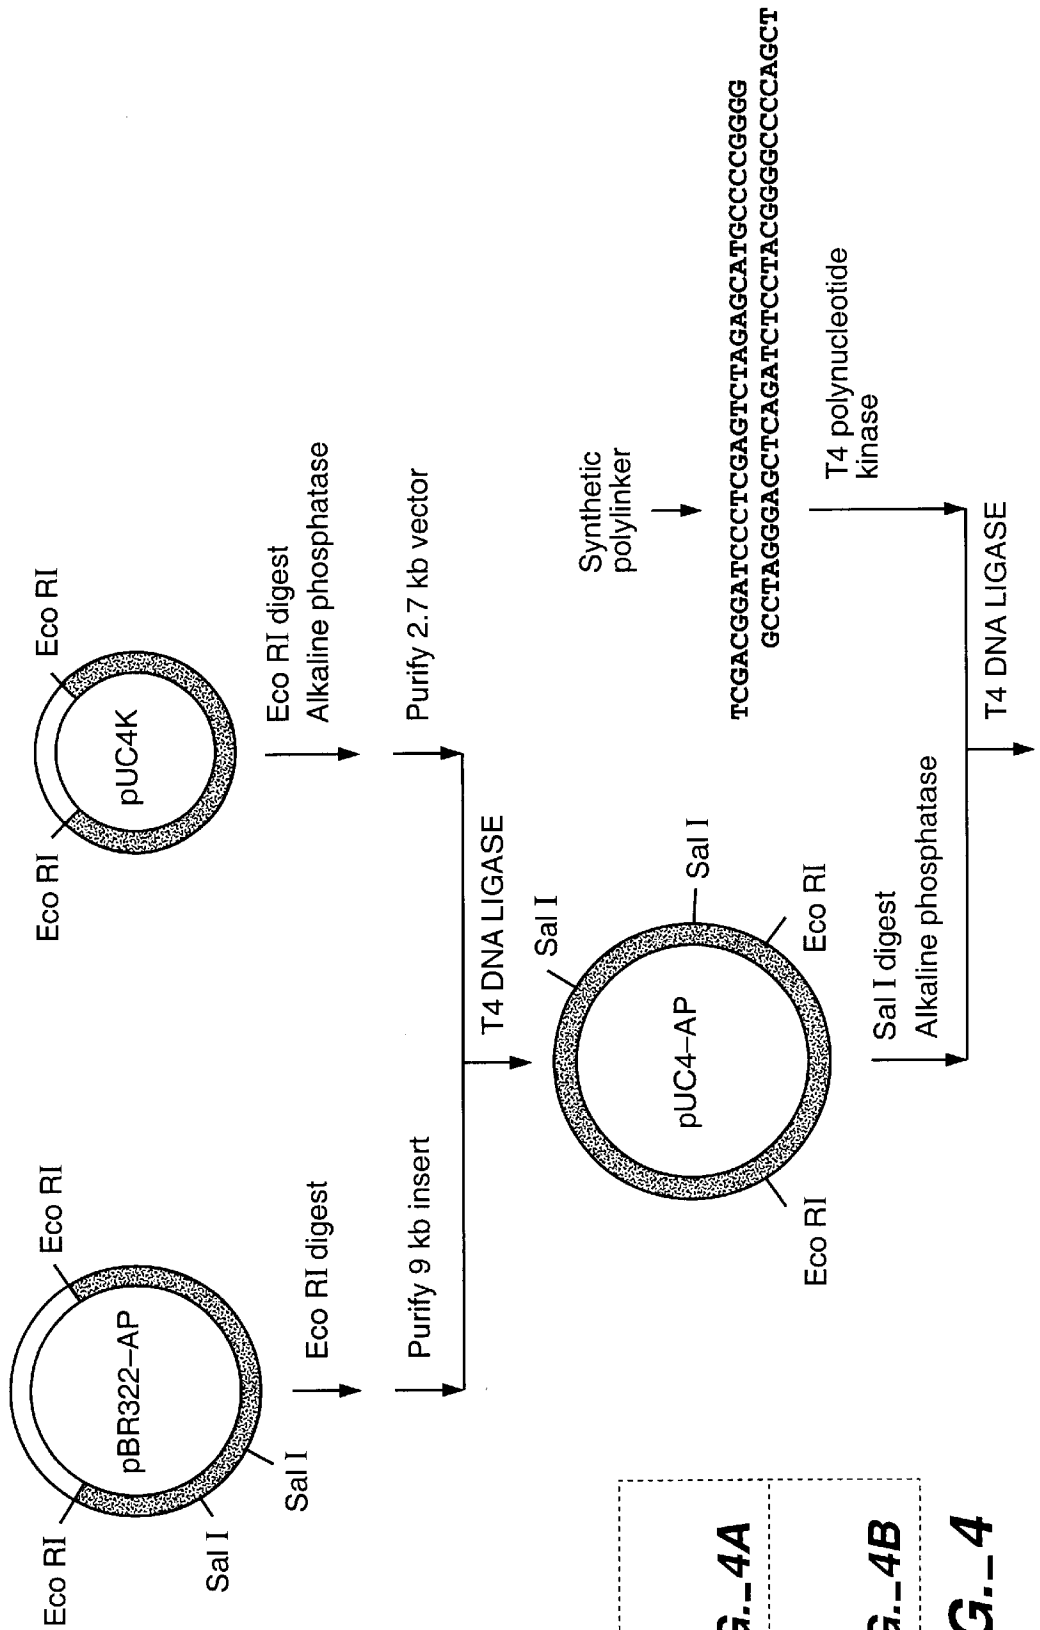 Eco RI
Eco RI
pBR322–AP
Sal I
Sal I
Eco RI digest
Purify 9 kb insert
Eco RI
Eco RI
pUC4K
Eco RI digest
Alkaline phosphatase
Purify 2.7 kb vector
T4 DNA LIGASE
Sal I
Sal I
pUC4–AP
Eco RI
Eco RI
Sal I digest
Alkaline phosphatase
Synthetic
polylinker
TCGACGGATCCCTCGAGTCTAGAGCATGCCCCGGGG
GCCTAGGGAGCTCAGATCTCCTACGGGGCCCCAGCT
T4 polynucleotide
kinase
T4 DNA LIGASE
G._4A
G._4B
G._4